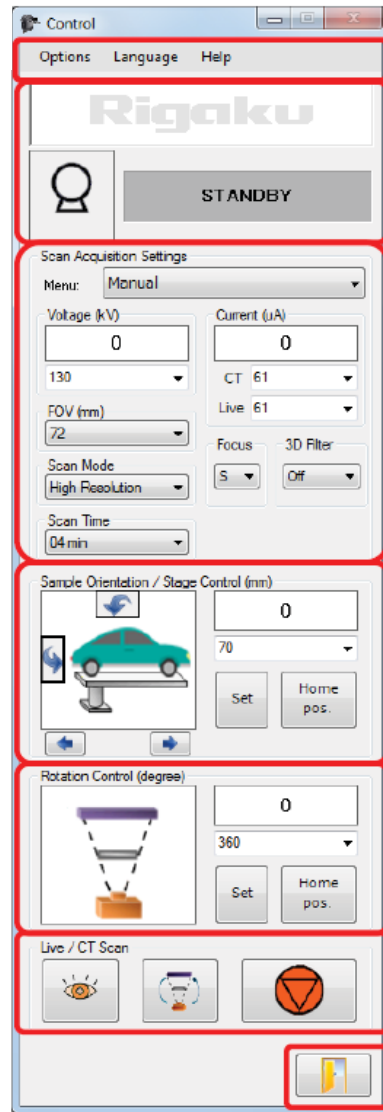 Control
Options Language Help
Rigaku
STANDBY
Scan Acquisition Settings
Menu: Manual
Voltage (kV) Current (uA)
0 0
130 CT 61
Live 61
FOV (mm)
72
Focus 3D Filter
Scan Mode
High Resolution S Off
Scan Time
04 min
Sample Orientation / Stage Control (mm)
0
70
Set Home pos.
Rotation Control (degree)
0
360
Set Home pos.
Live / CT Scan